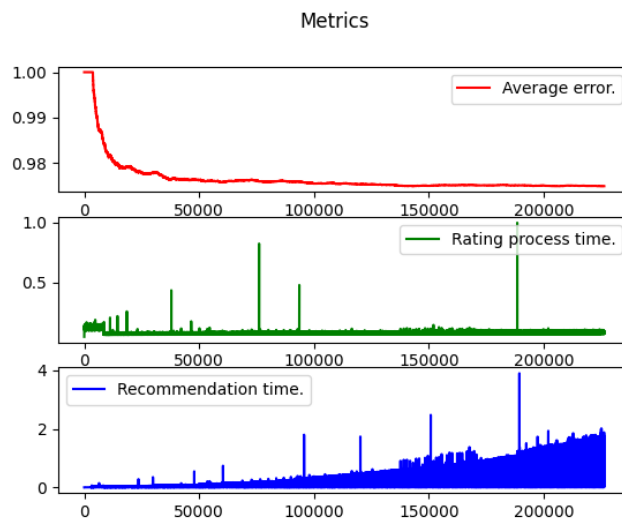 Metrics
1.00
0.99
0.98
Average error.
0 50000 100000 150000 200000
1.0
0.5
Rating process time.
0 50000 100000 150000 200000
4
2
0
Recommendation time.
0 50000 100000 150000 200000